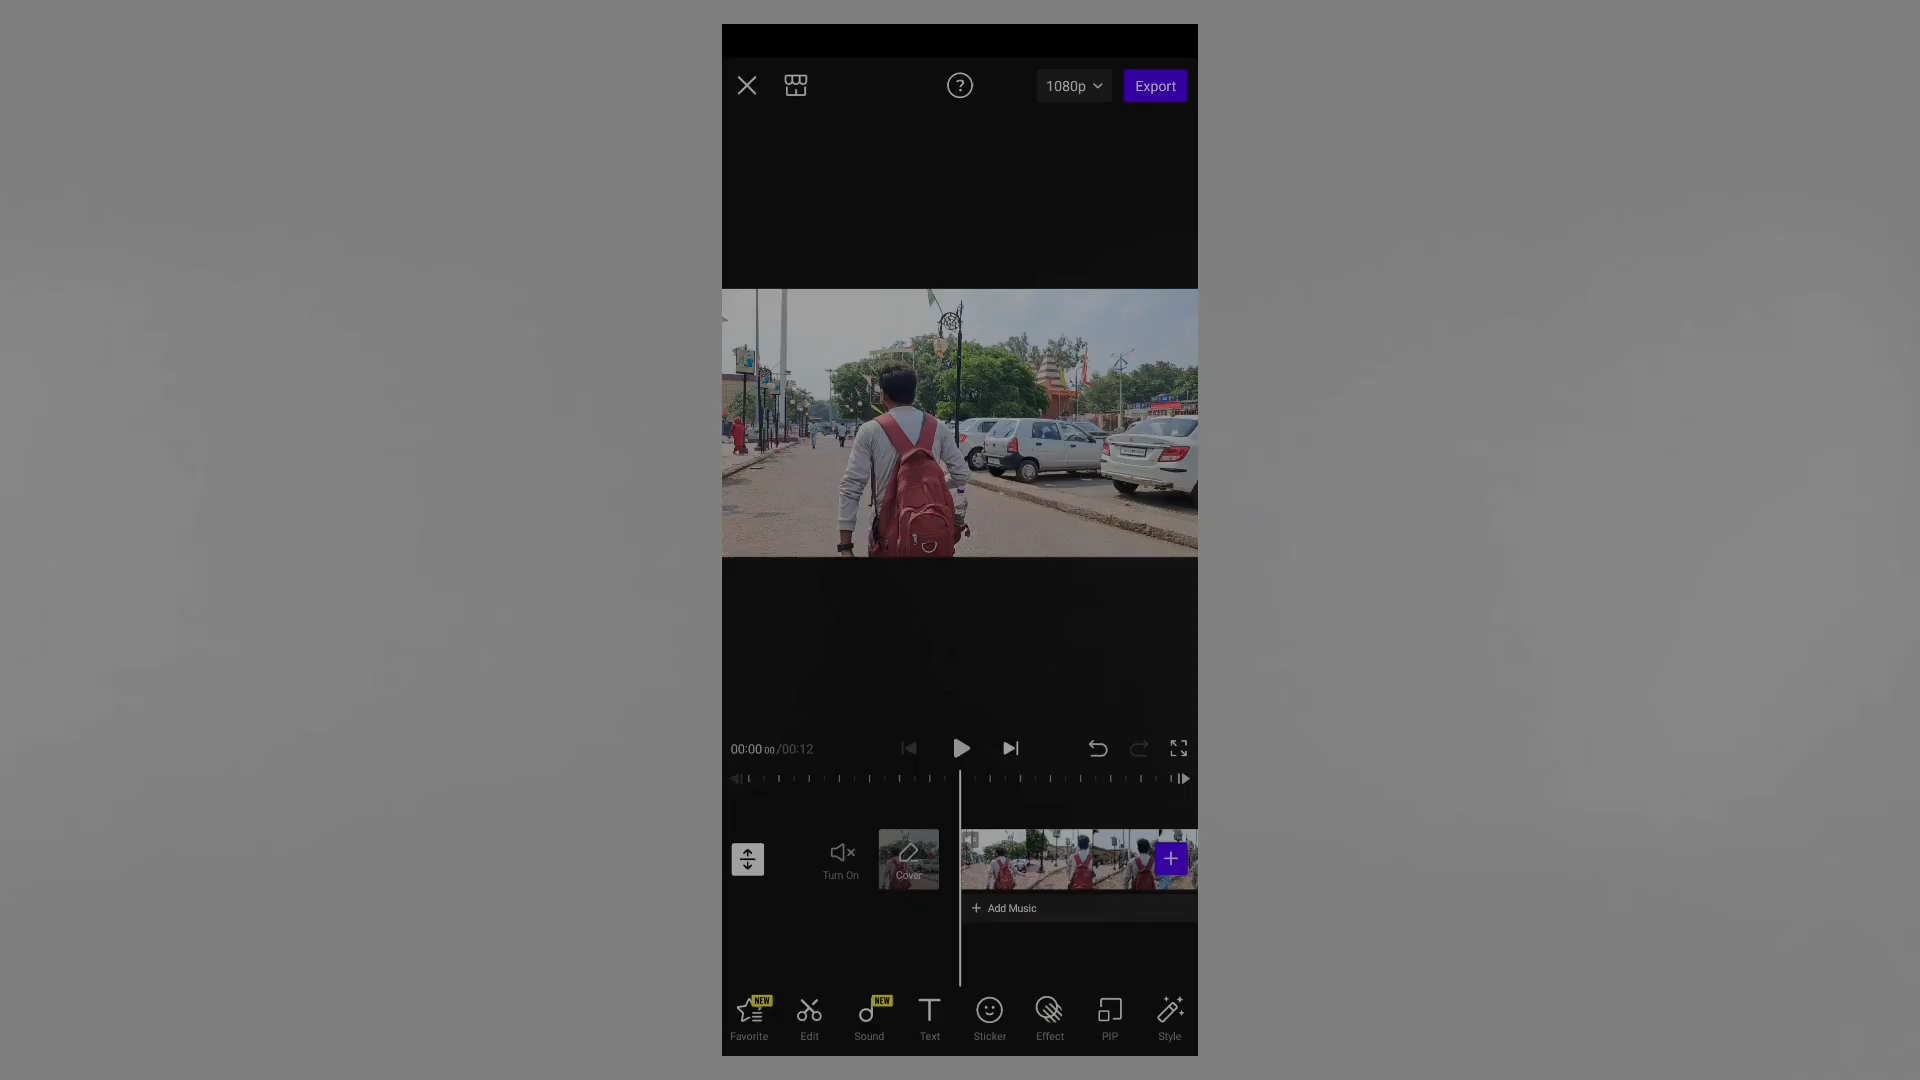 1080p
Export
00:00 00 /00:12
Turn On
Cover
+ Add Music
NEW
NEW
Favorite
Edit
Sound
Text
Sticker
Effect
PIP
Style